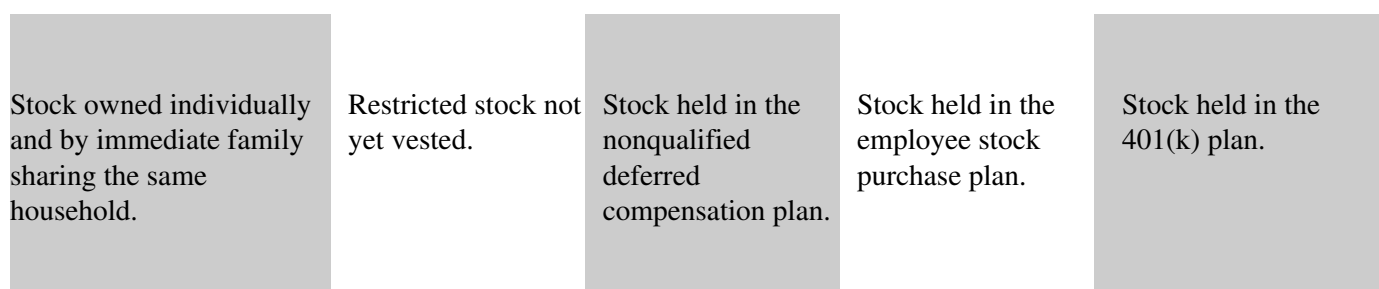 Stock owned individually
and by immediate family
sharing the same
household.
Restricted stock not
yet vested.
Stock held in the
nonqualified
deferred
compensation plan.
Stock held in the
employee stock
purchase plan.
Stock held in the
401(k) plan.